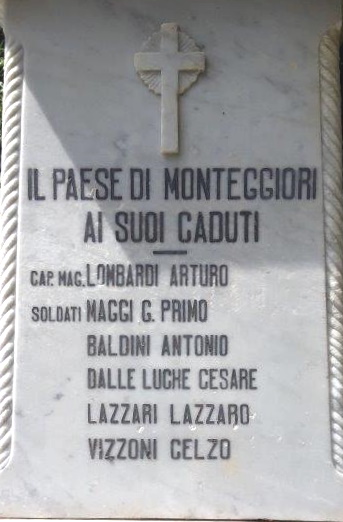 IL PAESE DI MONTEGGIORI
AI SUOI CADUTI
CAP. MAG. LOMBARDI ARTURO
SOLDATI MAGGI G. PRIMO
BALDINI ANTONIO
DALLE LUCHE CESARE
LAZZARI LAZZARO
VIZZONI CELZO